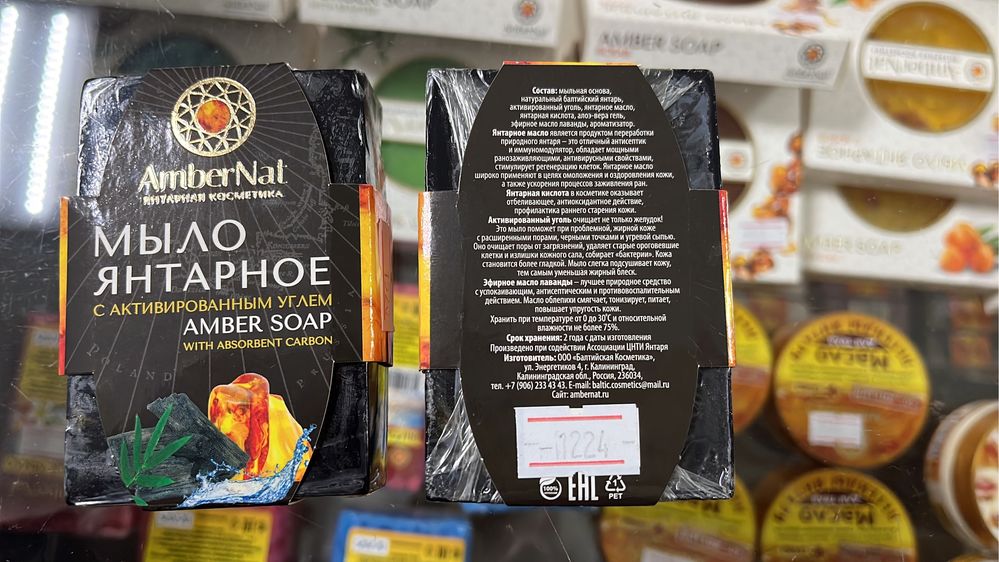 AMBER SOAP
AmberNat
ЯНТАРНАЯ КОСМЕТИКА
МЫЛО
ЯНТАРНОЕ
С АКТИВИРОВАННЫМ УГЛЕМ
AMBER SOAP
WITH ABSORBENT CARBON
POLAND
Состав: мыльная основа,
натуральный балтийский янтарь,
активированный уголь, янтарное масло,
янтарная кислота, алоэ-вера гель,
эфирное масло лаванды, ароматизатор.
Янтарное масло является продуктом переработки
природного янтаря – это отличный антисептик
и иммуномодулятор, обладает мощными
ранозаживляющими, антивирусными свойствами,
стимулирует регенерацию клеток. Янтарное масло
широко применяют в целях омоложения и оздоровления кожи,
а также ускорения процессов заживления ран.
Янтарная кислота в косметике оказывает
отбеливающее, антиоксидантное действие,
профилактика раннего старения кожи.
Активированный уголь очищает не только желудок!
Это мыло поможет при проблемной, жирной коже
с расширенными порами, черными точками и угревой сыпью.
Оно очищает поры от загрязнений, удаляет старые ороговевшие
клетки и излишки кожного сала, собирает «бактерии». Кожа
становится более гладкой. Мыло слегка подсушивает кожу,
тем самым уменьшая жирный блеск.
Эфирное масло лаванды – лучшее природное средство
с успокаивающим, антисептическим и противовоспалительным
действием. Масло облепихи смягчает, тонизирует, питает,
повышает упругость кожи.
Хранить при температуре от 0 до 30˚С и относительной
влажности не более 75%.
Срок хранения: 2 года с даты изготовления
Произведено при содействии Ассоциации ЦНТИ Янтаря
Изготовитель: ООО «Балтийская Косметика»,
ул. Энергетиков 4, г. Калининград,
Калининградская обл., Россия, 236034,
тел. +7 (906) 233 43 43. E-mail: baltic.cosmetics@mail.ru
Сайт: ambernat.ru
-1224
100%
EAC
PET
AMBER SOAP
Масло
Масло